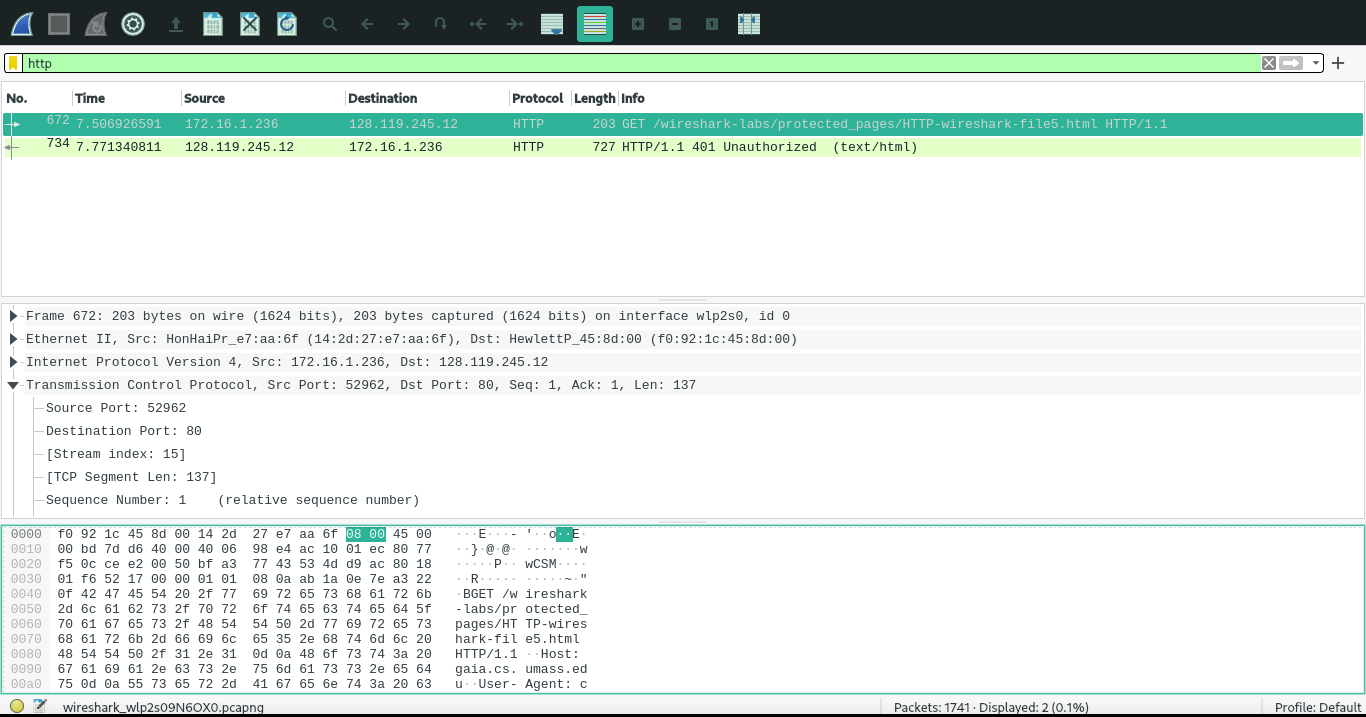 http
No. Time Source Destination Protocol Length Info
672 7.506926591 172.16.1.236 128.119.245.12 HTTP 203 GET /wireshark-labs/protected_pages/HTTP-wireshark-file5.html HTTP/1.1
734 7.771340811 128.119.245.12 172.16.1.236 HTTP 727 HTTP/1.1 401 Unauthorized (text/html)
Frame 672: 203 bytes on wire (1624 bits), 203 bytes captured (1624 bits) on interface wlp2s0, id 0
Ethernet II, Src: HonHaiPr_e7:aa:6f (14:2d:27:e7:aa:6f), Dst: HewlettP_45:8d:00 (f0:92:1c:45:8d:00)
Internet Protocol Version 4, Src: 172.16.1.236, Dst: 128.119.245.12
Transmission Control Protocol, Src Port: 52962, Dst Port: 80, Seq: 1, Ack: 1, Len: 137
Source Port: 52962
Destination Port: 80
[Stream index: 15]
[TCP Segment Len: 137]
Sequence Number: 1 (relative sequence number)
0000 f0 92 1c 45 8d 00 14 2d 27 e7 aa 6f 08 00 45 00 ···E···- '··o··E·
0010 00 bd 7d d6 40 00 40 06 98 e4 ac 10 01 ec 80 77 ··}·@·@· ·······w
0020 f5 0c ce e2 00 50 bf a3 77 43 53 4d d9 ac 80 18 ·····P·· wCSM····
0030 01 f6 52 17 00 00 01 01 08 0a ab 1a 0e 7e a3 22 ··R····· ·····~·"
0040 0f 42 47 45 54 20 2f 77 69 72 65 73 68 61 72 6b ·BGET /w ireshark
0050 2d 6c 61 62 73 2f 70 72 6f 74 65 63 74 65 64 5f -labs/pr otected_
0060 70 61 67 65 73 2f 48 54 54 50 2d 77 69 72 65 73 pages/HT TP-wires
0070 68 61 72 6b 2d 66 69 6c 65 35 2e 68 74 6d 6c 20 hark-fil e5.html
0080 48 54 54 50 2f 31 2e 31 0d 0a 48 6f 73 74 3a 20 HTTP/1.1 ··Host:
0090 67 61 69 61 2e 63 73 2e 75 6d 61 73 73 2e 65 64 gaia.cs. umass.ed
00a0 75 0d 0a 55 73 65 72 2d 41 67 65 6e 74 3a 20 63 u··User- Agent: c
wireshark_wlp2s09N6OX0.pcapng Packets: 1741 · Displayed: 2 (0.1%) Profile: Default